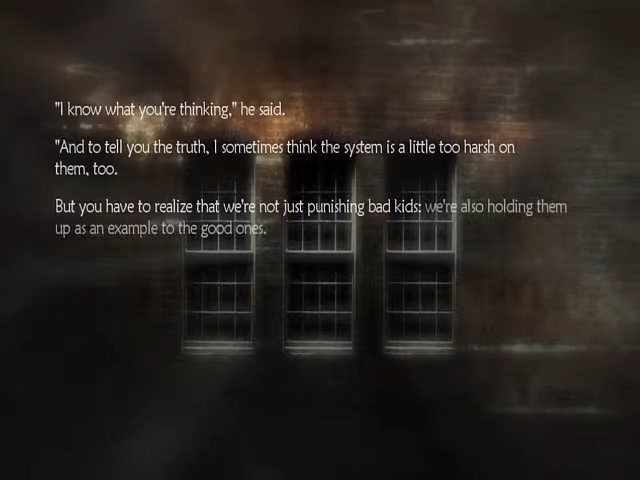 "I know what you're thinking," he said.
"And to tell you the truth, I sometimes think the system is a little too harsh on
them, too.
But you have to realize that we're not just punishing bad kids: we're also holding them
up as an example to the good ones.